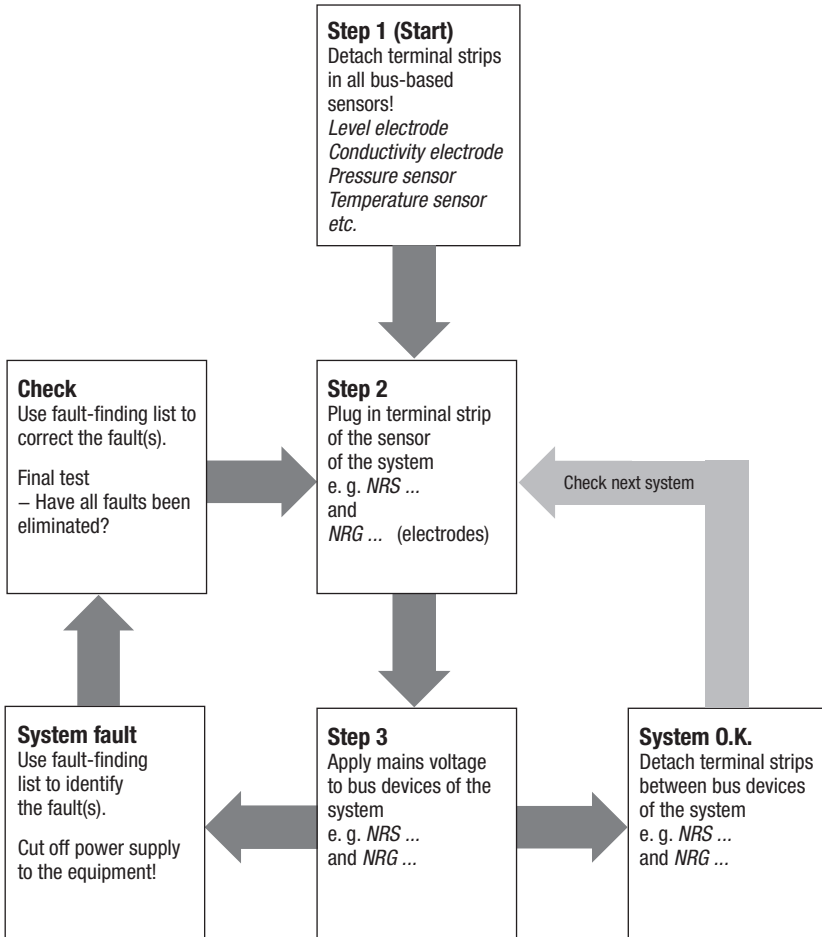 Step 1 (Start)
Detach terminal strips
in all bus-based
sensors!
Level electrode
Conductivity electrode
Pressure sensor
Temperature sensor
etc.
Check
Use fault-finding list to
correct the fault(s).
Final test
– Have all faults been
eliminated?
Step 2
Plug in terminal strip
of the sensor
of the system
e. g. NRS ...
and
NRG ... (electrodes)
Check next system
System fault
Use fault-finding
list to identify
the fault(s).
Cut off power supply
to the equipment!
Step 3
Apply mains voltage
to bus devices of the
system
e. g. NRS ...
and NRG ...
System O.K.
Detach terminal strips
between bus devices
of the system
e. g. NRS ...
and NRG ...